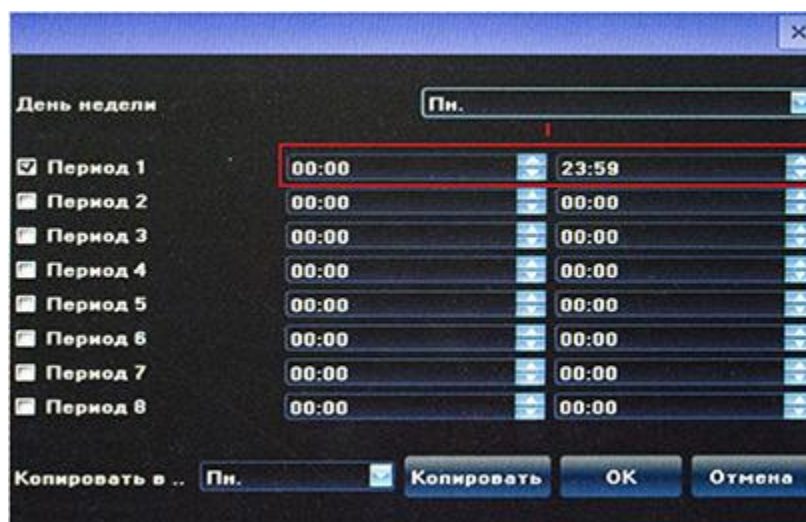 День недели Пн.
Период 1 00:00 23:59
Период 2 00:00 00:00
Период 3 00:00 00:00
Период 4 00:00 00:00
Период 5 00:00 00:00
Период 6 00:00 00:00
Период 7 00:00 00:00
Период 8 00:00 00:00
Копировать в .. Пн. Копировать ОК Отмена